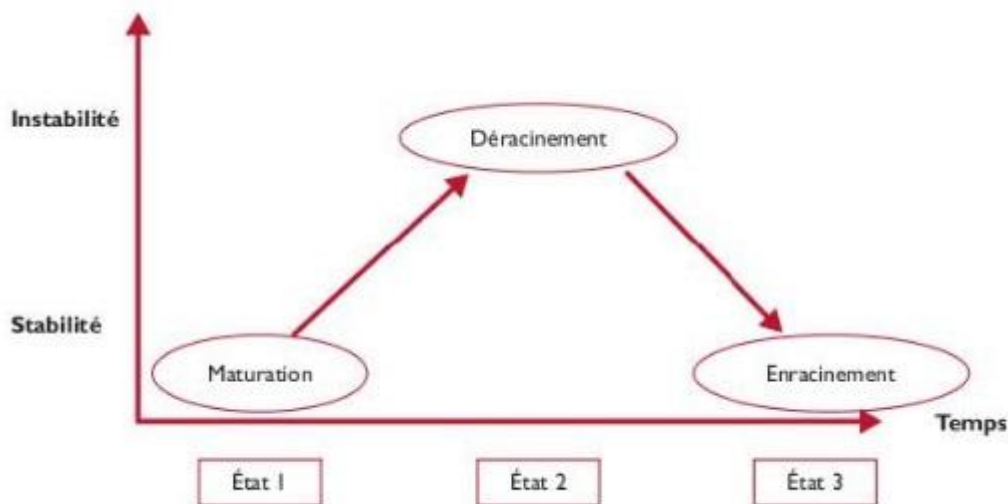 Instabilité
Déracinement
Stabilité
Maturation
Enracinement
Temps
État 1
État 2
État 3